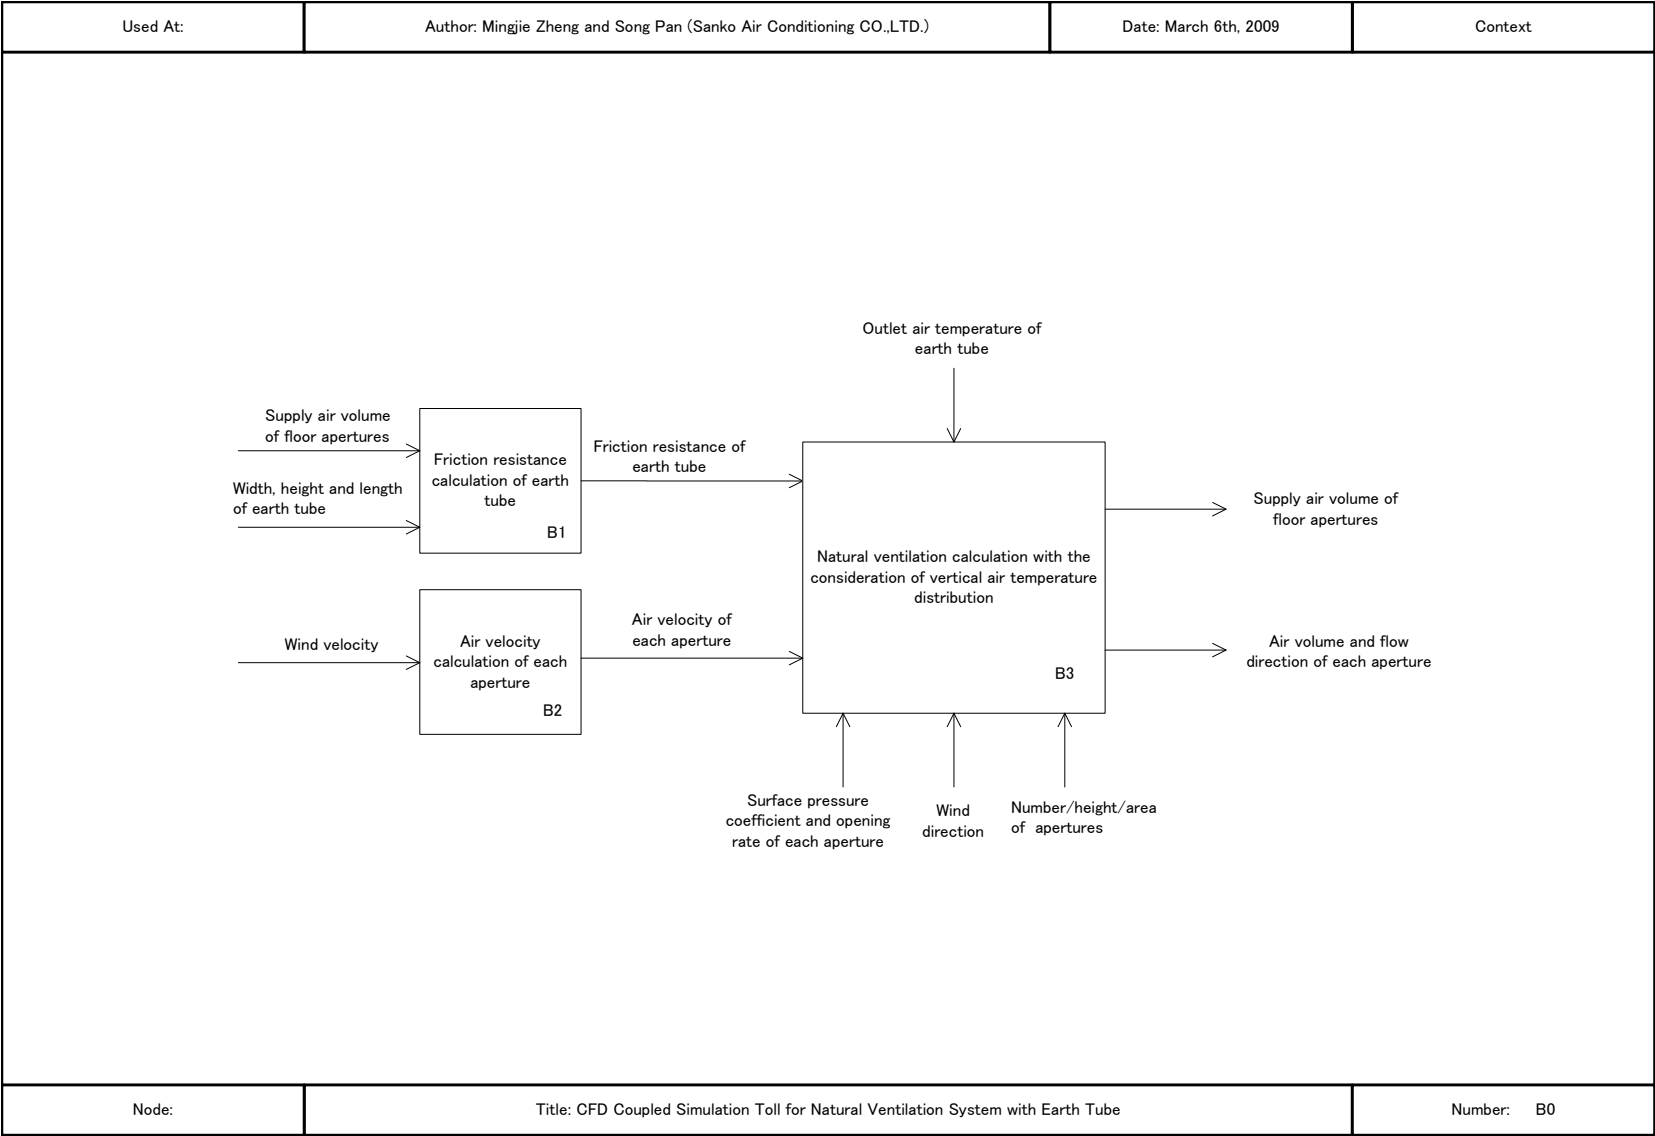 Used At:
Author: Mingjie Zheng and Song Pan (Sanko Air Conditioning CO.,LTD.)
Date: March 6th, 2009
Context
Outlet air temperature of
earth tube
Supply air volume
of floor apertures
Width, height and length
of earth tube
Friction resistance
calculation of earth
tube
B1
Friction resistance of
earth tube
Wind velocity
Air velocity
calculation of each
aperture
B2
Air velocity of
each aperture
Natural ventilation calculation with the
consideration of vertical air temperature
distribution
B3
Supply air volume of
floor apertures
Air volume and flow
direction of each aperture
Surface pressure
coefficient and opening
rate of each aperture
Wind
direction
Number/height/area
of apertures
Node:
Title: CFD Coupled Simulation Toll for Natural Ventilation System with Earth Tube
Number: B0